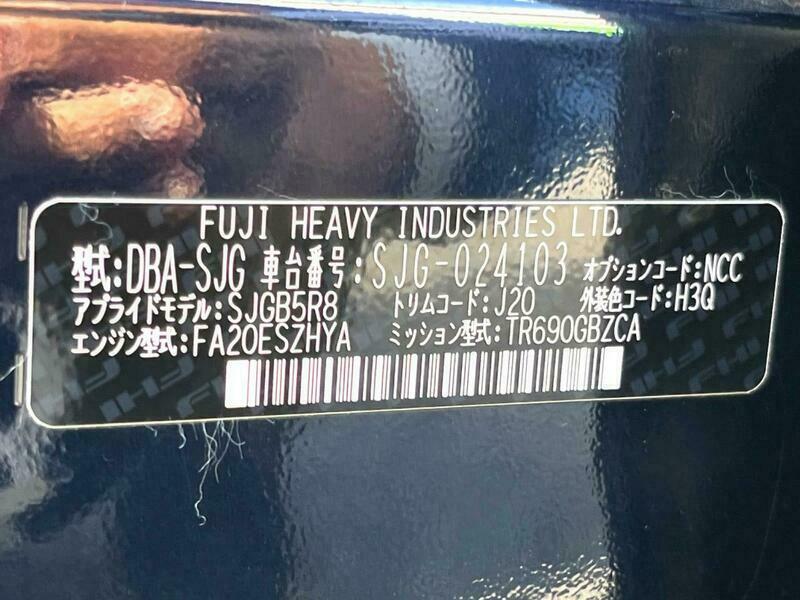 FUJI HEAVY INDUSTRIES LTD.
型式:DBA-SJG 車台番号:SJG-024103 オプションコード:NCC
アプライドモデル:SJGB5R8 トリムコード:J20 外装色コード:H3Q
エンジン型式:FA20ESZHYA ミッション型式:TR690GBZCA